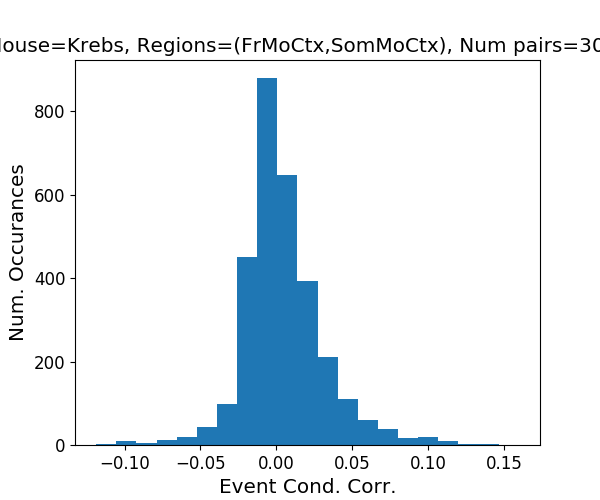 ouse=Krebs, Regions=(FrMoCtx,SomMoCtx), Num pairs=30
800
600
400
200
0
Num. Occurances
−0.10 −0.05 0.00 0.05 0.10 0.15
Event Cond. Corr.